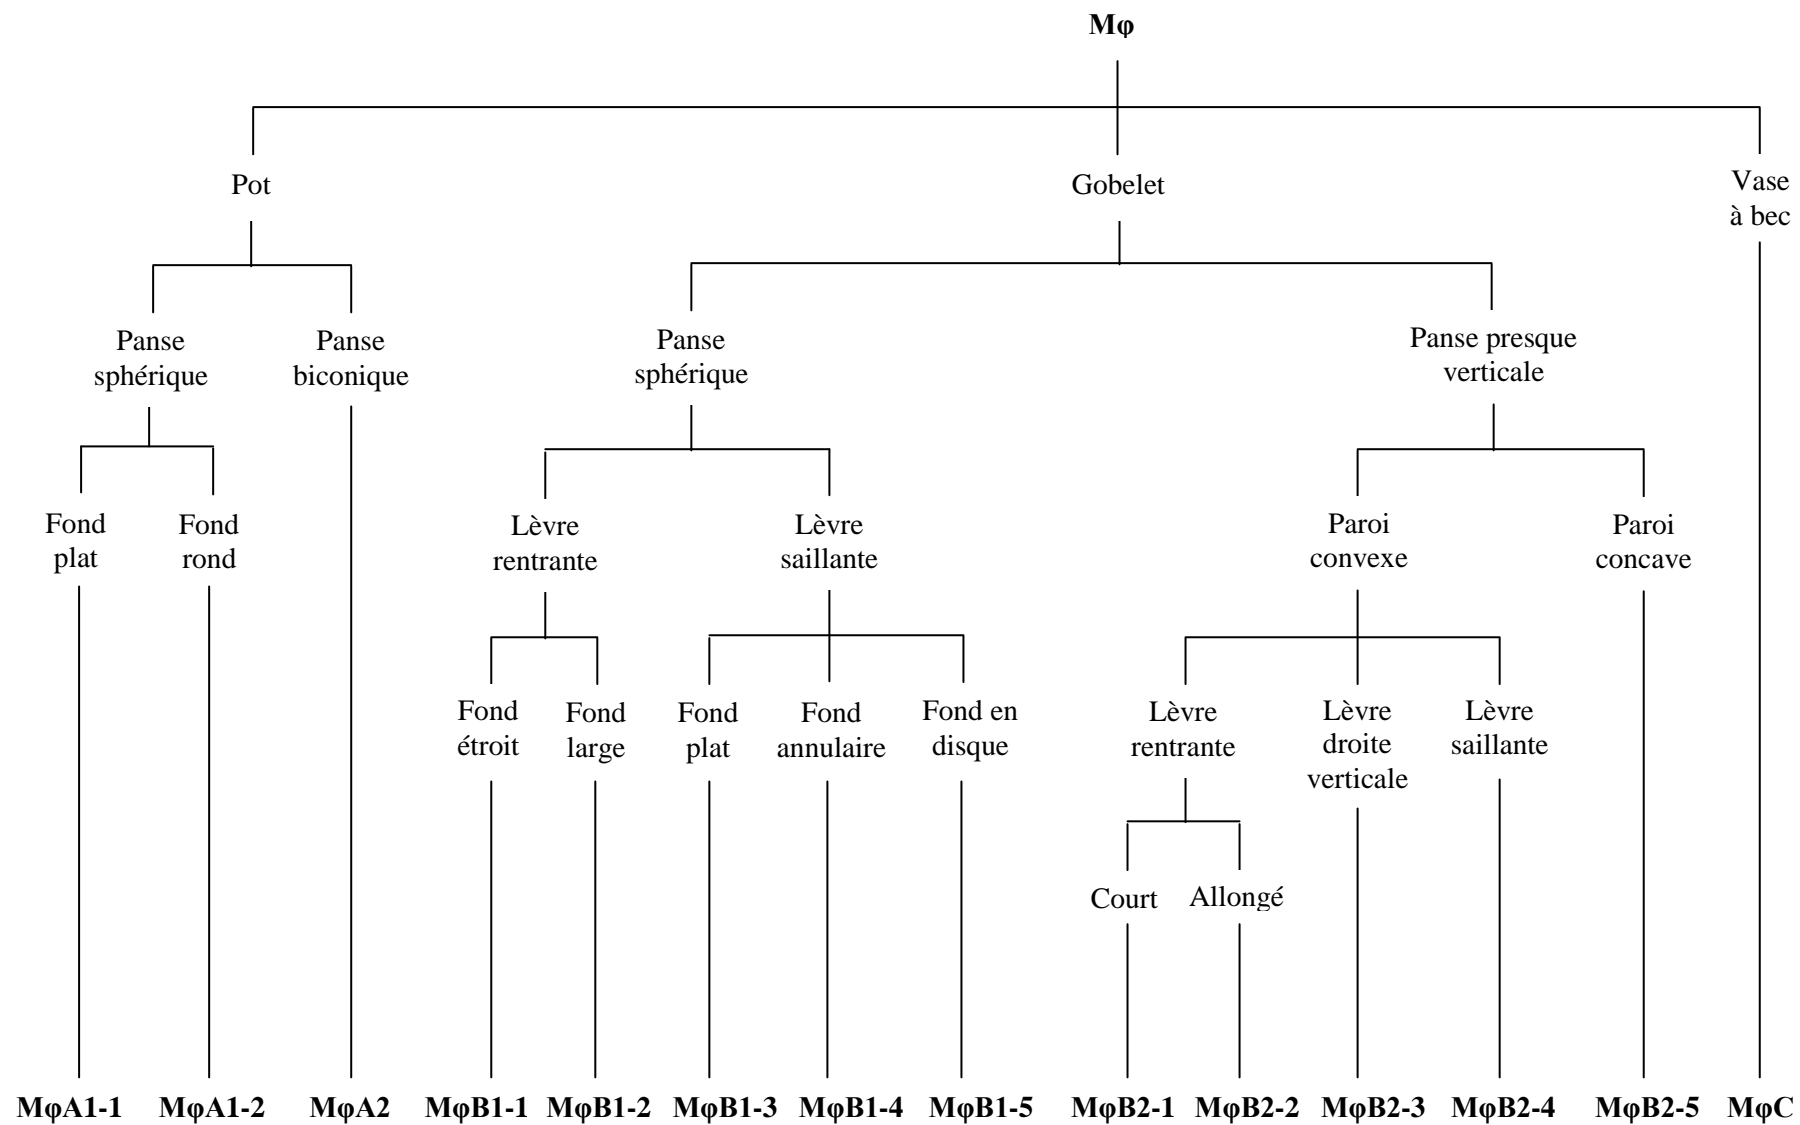 Mφ
Pot
Gobelet
Vase
à bec
Panse
sphérique
Panse
biconique
Panse
sphérique
Panse presque
verticale
Fond
plat
Fond
rond
Lèvre
rentrante
Lèvre
saillante
Paroi
convexe
Paroi
concave
Fond
étroit
Fond
large
Fond
plat
Fond
annulaire
Fond en
disque
Lèvre
rentrante
Lèvre
droite
verticale
Lèvre
saillante
Court
Allongé
MφA1-1
MφA1-2
MφA2
MφB1-1
MφB1-2
MφB1-3
MφB1-4
MφB1-5
MφB2-1
MφB2-2
MφB2-3
MφB2-4
MφB2-5
MφC